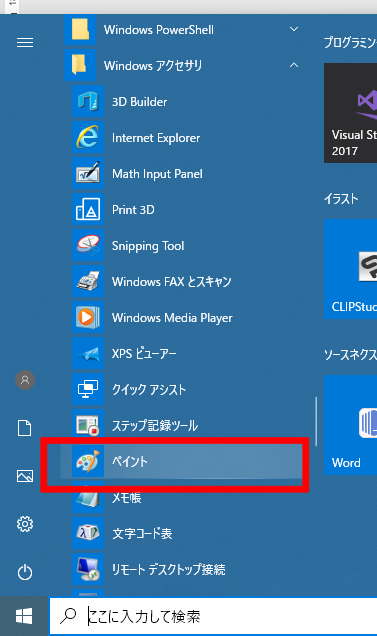 Windows PowerShell
Windows アクセサリ
3D Builder
Internet Explorer
Math Input Panel
Print 3D
Snipping Tool
Windows FAX とスキャン
Windows Media Player
XPS ビューアー
クイック アシスト
ステップ記録ツール
ペイント
メモ帳
文字コード表
リモート デスクトップ接続
ここに入力して検索
プログラミン
Visual St
2017
イラスト
CLIPStud
ソースネクス
Word